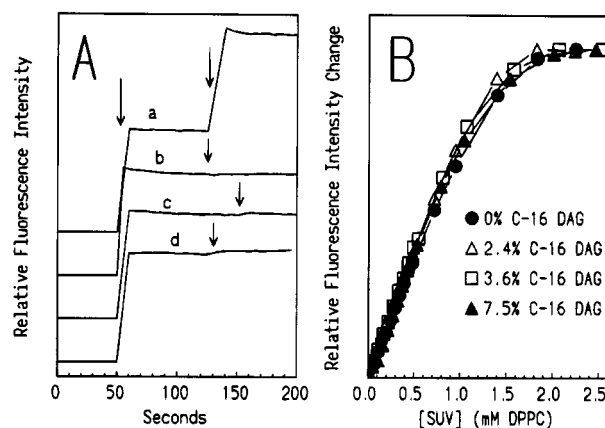 A
Relative Fluorescence Intensity
a
b
c
d
0 50 100 150 200
Seconds
B
Relative Fluorescence Intensity Change
0% C-16 DAG
2.4% C-16 DAG
3.6% C-16 DAG
7.5% C-16 DAG
0.0 0.5 1.0 1.5 2.0 2.5
[SUV] (mM DPPC)